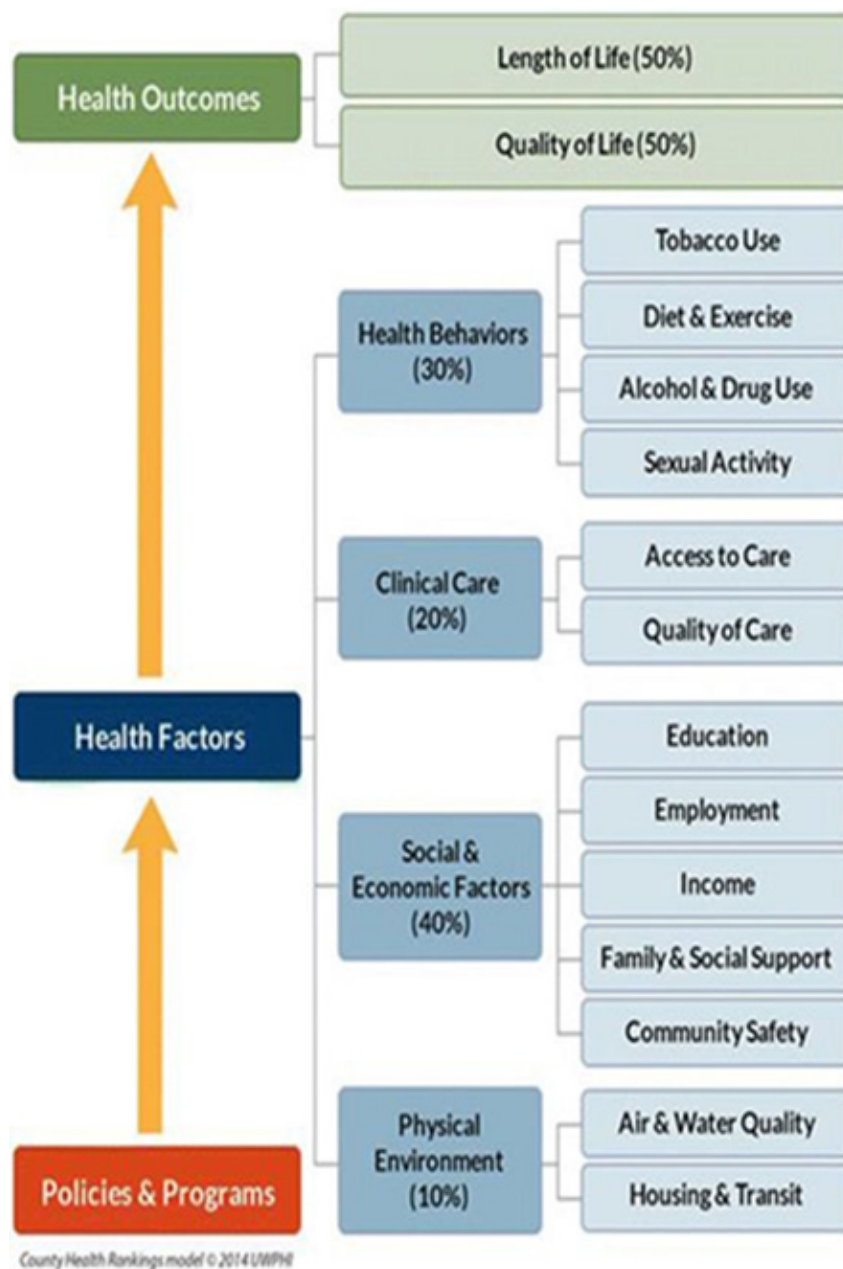 Health Outcomes
Length of Life (50%)
Quality of Life (50%)
Health Factors
Health Behaviors
(30%)
Tobacco Use
Diet & Exercise
Alcohol & Drug Use
Sexual Activity
Clinical Care
(20%)
Access to Care
Quality of Care
Social &
Economic Factors
(40%)
Education
Employment
Income
Family & Social Support
Community Safety
Physical
Environment
(10%)
Air & Water Quality
Housing & Transit
Policies & Programs
County Health Rankings model © 2014 UWPHI